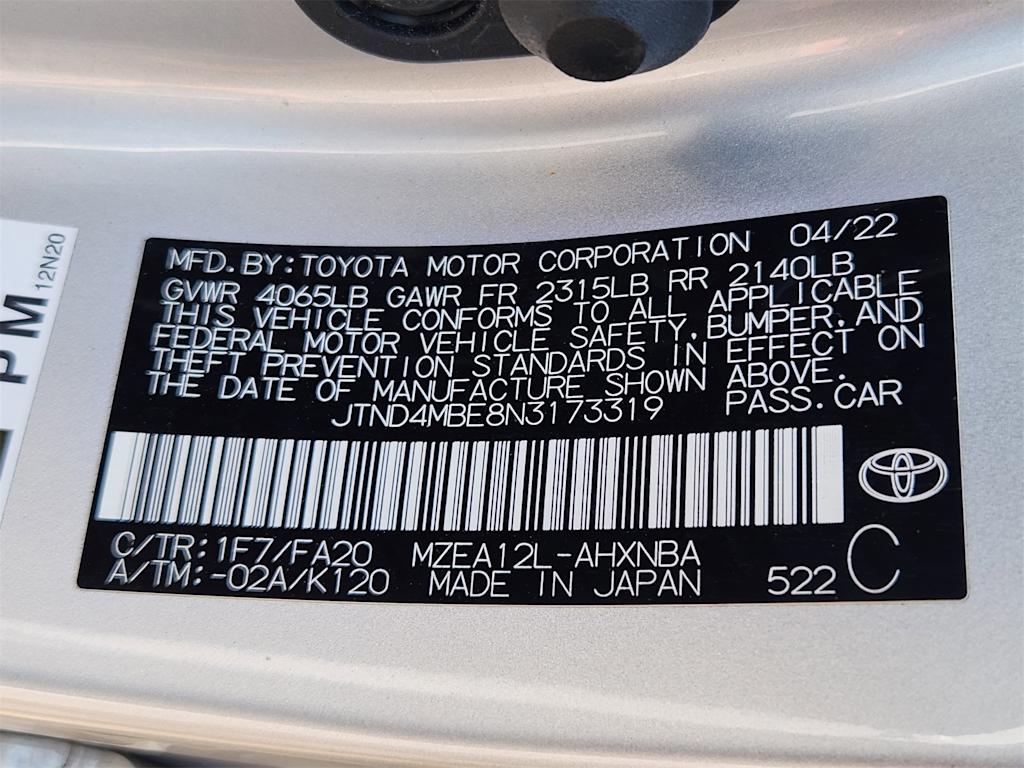 MFD.BY:TOYOTA MOTOR CORPORATION 04/22
GVWR 4065LB GAWR FR 2315LB RR 2140LB
THIS VEHICLE CONFORMS TO ALL APPLICABLE
FEDERAL MOTOR VEHICLE SAFETY,BUMPER,AND
THEFT PREVENTION STANDARDS IN EFFECT ON
THE DATE OF MANUFACTURE SHOWN ABOVE.
JTND4MBE8N3173319 PASS.CAR
C/TR:1F7/FA20 MZEA12L-AHXNBA
A/TM:-02A/K120 MADE IN JAPAN 522 C
PM
12N20